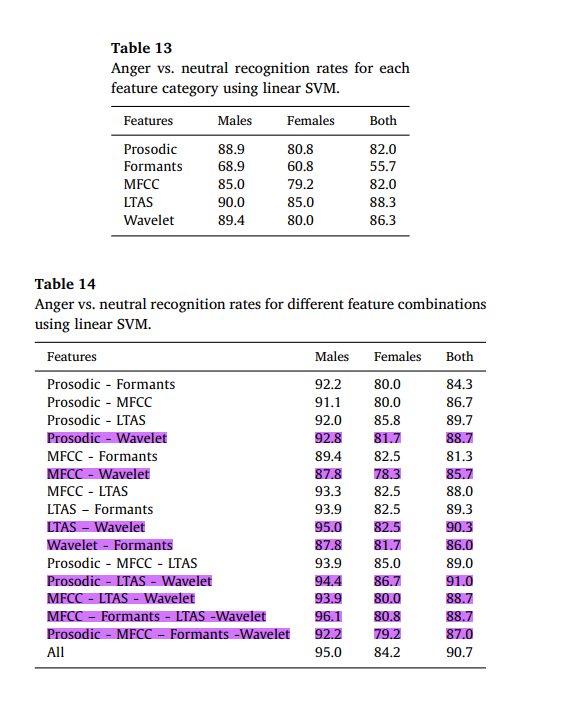 Table 13
Anger vs. neutral recognition rates for each
feature category using linear SVM.
Features Males Females Both
Prosodic 88.9 80.8 82.0
Formants 68.9 60.8 55.7
MFCC 85.0 79.2 82.0
LTAS 90.0 85.0 88.3
Wavelet 89.4 80.0 86.3
Table 14
Anger vs. neutral recognition rates for different feature combinations
using linear SVM.
Features Males Females Both
Prosodic - Formants 92.2 80.0 84.3
Prosodic - MFCC 91.1 80.0 86.7
Prosodic - LTAS 92.0 85.8 89.7
Prosodic - Wavelet 92.8 81.7 88.7
MFCC - Formants 89.4 82.5 81.3
MFCC - Wavelet 87.8 78.3 85.7
MFCC - LTAS 93.3 82.5 88.0
LTAS – Formants 93.9 82.5 89.3
LTAS – Wavelet 95.0 82.5 90.3
Wavelet - Formants 87.8 81.7 86.0
Prosodic - MFCC - LTAS 93.9 85.0 89.0
Prosodic - LTAS - Wavelet 94.4 86.7 91.0
MFCC - LTAS - Wavelet 93.9 80.0 88.7
MFCC – Formants - LTAS -Wavelet 96.1 80.8 88.7
Prosodic - MFCC – Formants -Wavelet 92.2 79.2 87.0
All 95.0 84.2 90.7